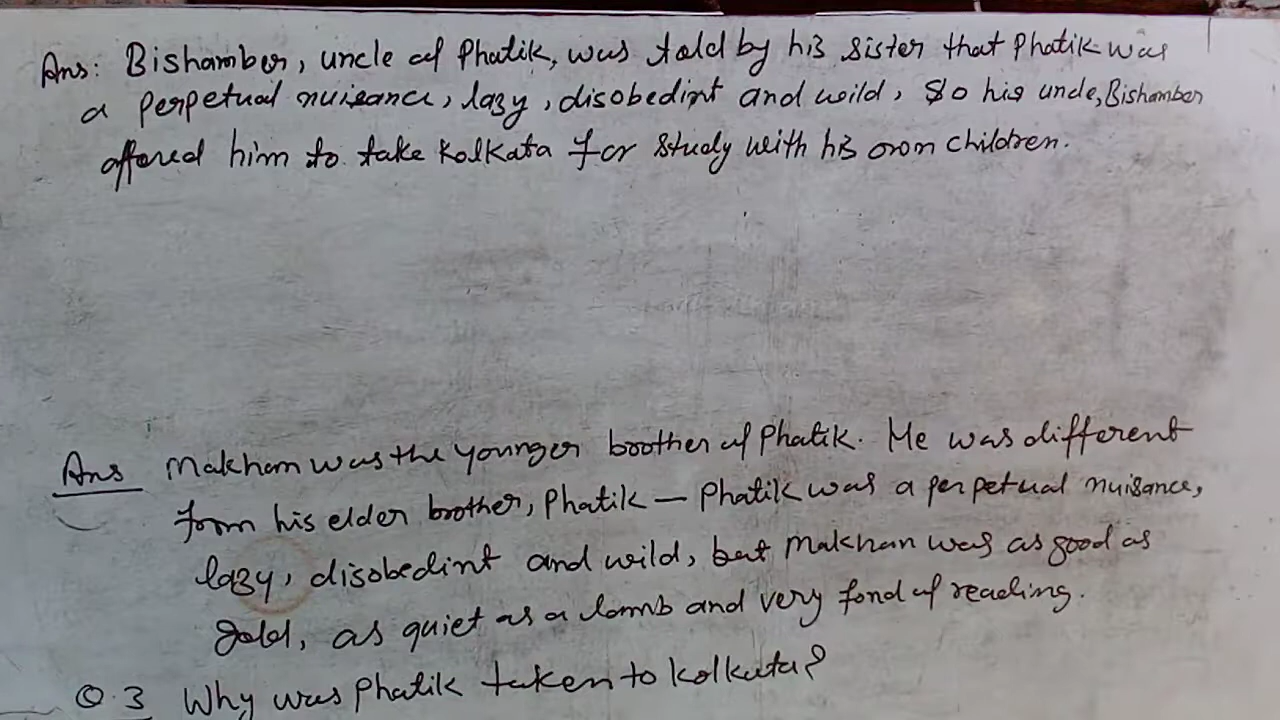 Ans: Bishamber, uncle of Phatik, was told by his sister that Phatik was
a perpetual nuisance, lazy, disobedint and wild, So his uncle, Bishamber
offered him to take Kolkata for study with his own children.
Ans Makhan was the younger brother of Phatik. He was different
from his elder brother, Phatik — Phatik was a perpetual nuisance,
lazy, disobedint and wild, but Makhan was as good as
gold, as quiet as a lamb and very fond of reading.
Q.3 Why was Phatik taken to Kolkata?